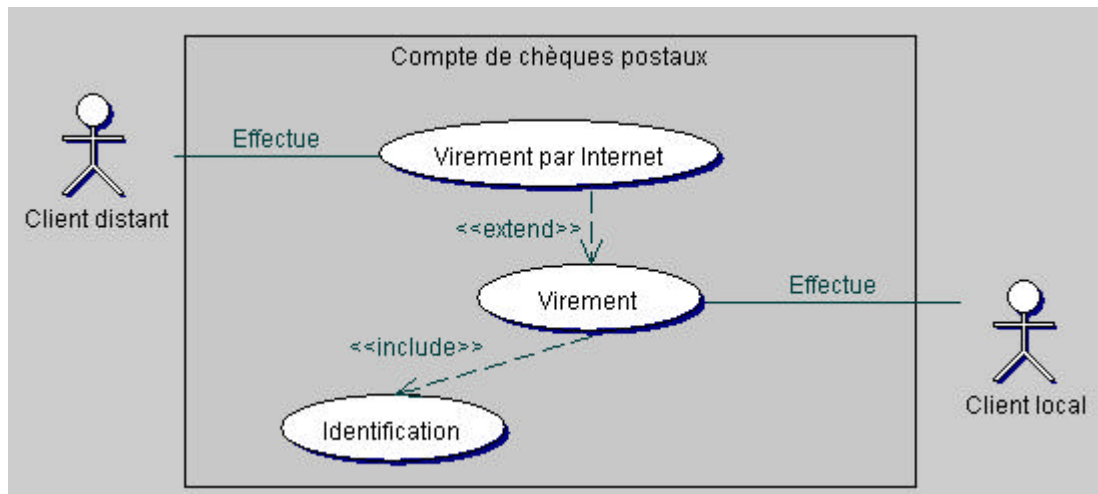 Compte de chèques postaux
Effectue
Virement par Internet
Client distant
<<extend>>
Effectue
Virement
<<include>>
Client local
Identification